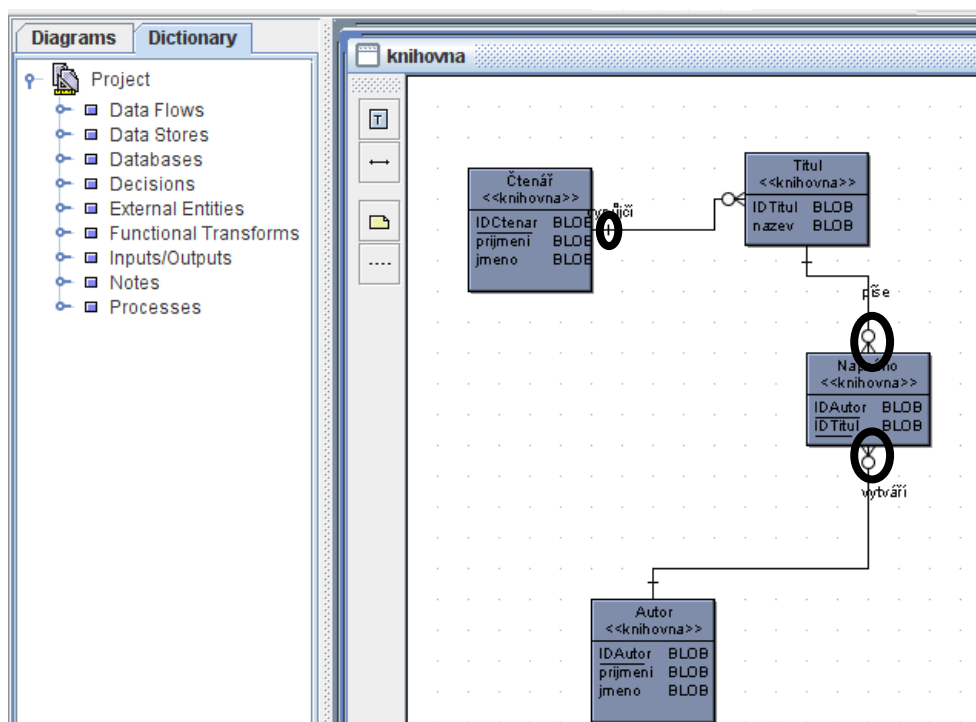 Diagrams Dictionary
Project
Data Flows
Data Stores
Databases
Decisions
External Entities
Functional Transforms
Inputs/Outputs
Notes
Processes
knihovna
T
Čtenář
<<knihovna>>
IDCtenar BLOB
prijmeni BLOB
jmeno BLOB
Titul
<<knihovna>>
IDTitul BLOB
nazev BLOB
píše
<<knihovna>>
IDAutor BLOB
IDTitul BLOB
vytváří
Autor
<<knihovna>>
IDAutor BLOB
prijmeni BLOB
jmeno BLOB